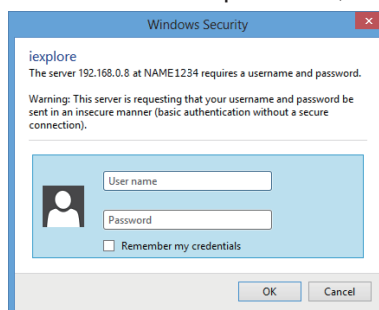 Windows Security
iexplore
The server 192.168.0.8 at NAME1234 requires a username and password.
Warning: This server is requesting that your username and password be
sent in an insecure manner (basic authentication without a secure
connection).
User name
Password
Remember my credentials
OK
Cancel